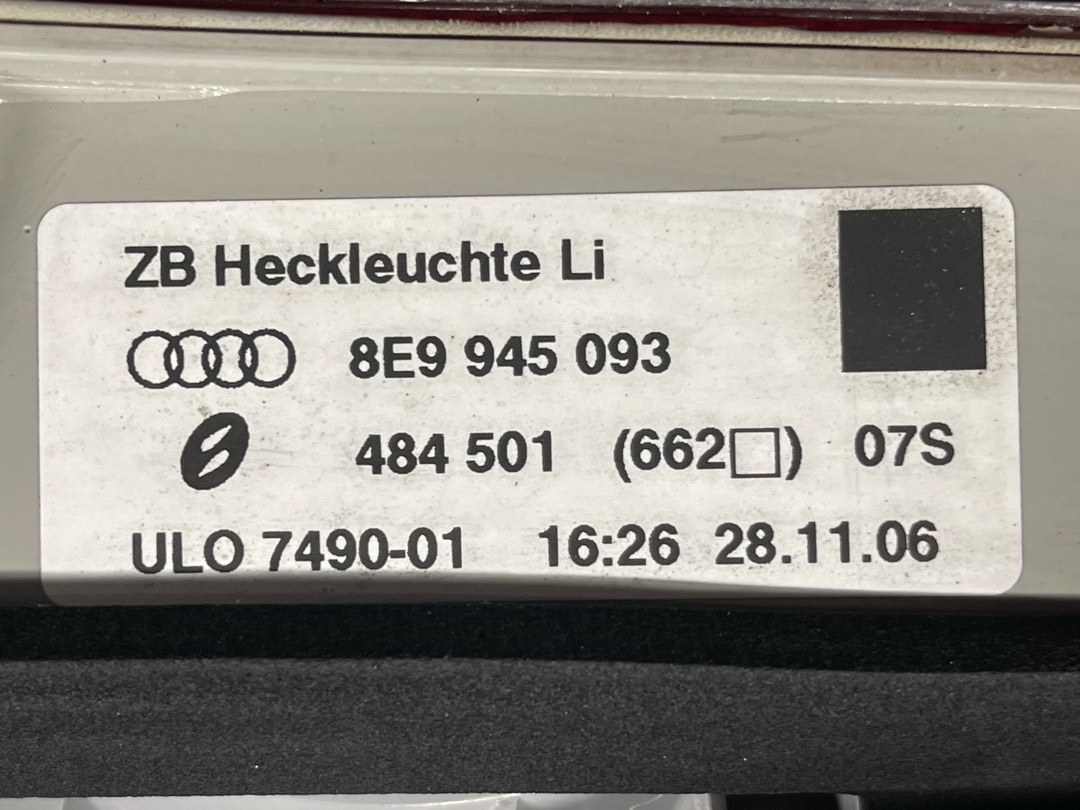 ZB Heckleuchte Li
8E9 945 093
484 501 (662□) 07S
ULO 7490-01 16:26 28.11.06